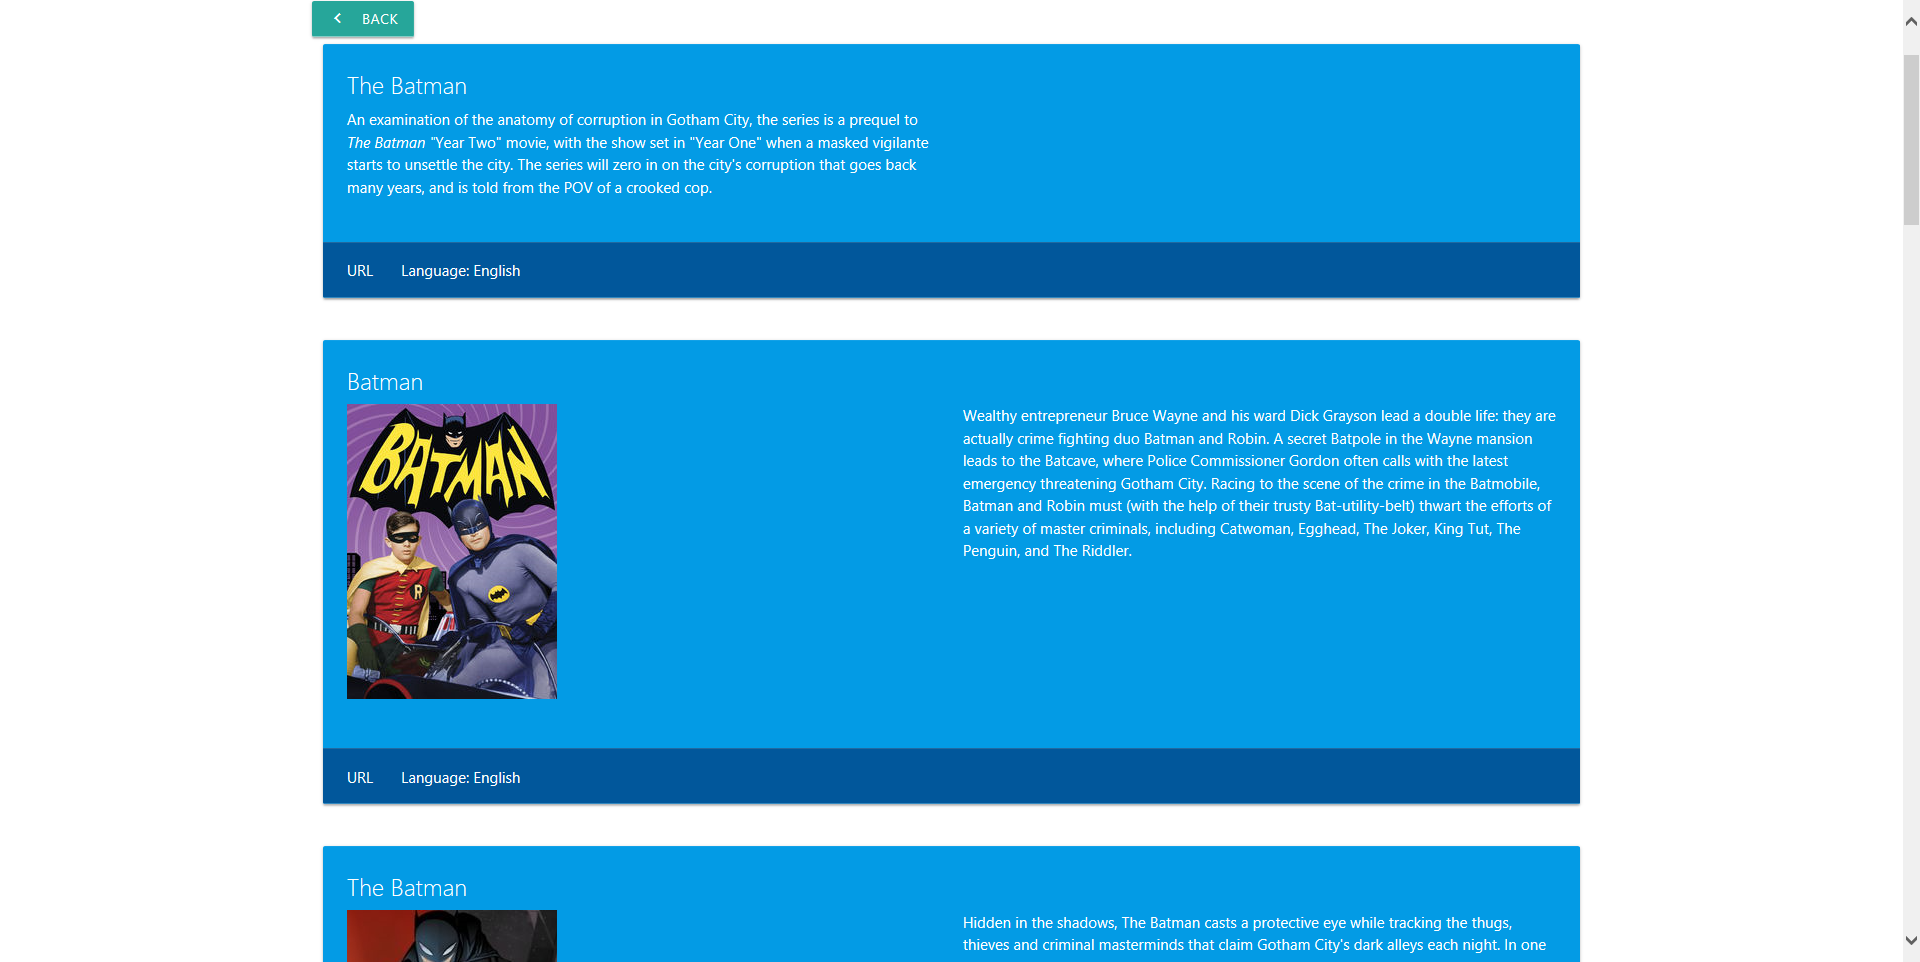 BACK
The Batman
An examination of the anatomy of corruption in Gotham City, the series is a prequel to
The Batman "Year Two" movie, with the show set in "Year One" when a masked vigilante
starts to unsettle the city. The series will zero in on the city's corruption that goes back
many years, and is told from the POV of a crooked cop.
URL Language: English
Batman
BATMAN
R
Wealthy entrepreneur Bruce Wayne and his ward Dick Grayson lead a double life: they are
actually crime fighting duo Batman and Robin. A secret Batpole in the Wayne mansion
leads to the Batcave, where Police Commissioner Gordon often calls with the latest
emergency threatening Gotham City. Racing to the scene of the crime in the Batmobile,
Batman and Robin must (with the help of their trusty Bat-utility-belt) thwart the efforts of
a variety of master criminals, including Catwoman, Egghead, The Joker, King Tut, The
Penguin, and The Riddler.
URL Language: English
The Batman
Hidden in the shadows, The Batman casts a protective eye while tracking the thugs,
thieves and criminal masterminds that claim Gotham City's dark alleys each night. In one